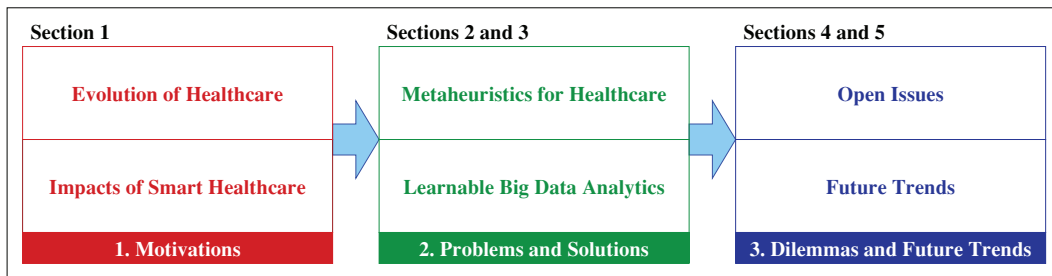 Section 1
Evolution of Healthcare
Impacts of Smart Healthcare
1. Motivations
Sections 2 and 3
Metaheuristics for Healthcare
Learnable Big Data Analytics
2. Problems and Solutions
Sections 4 and 5
Open Issues
Future Trends
3. Dilemmas and Future Trends